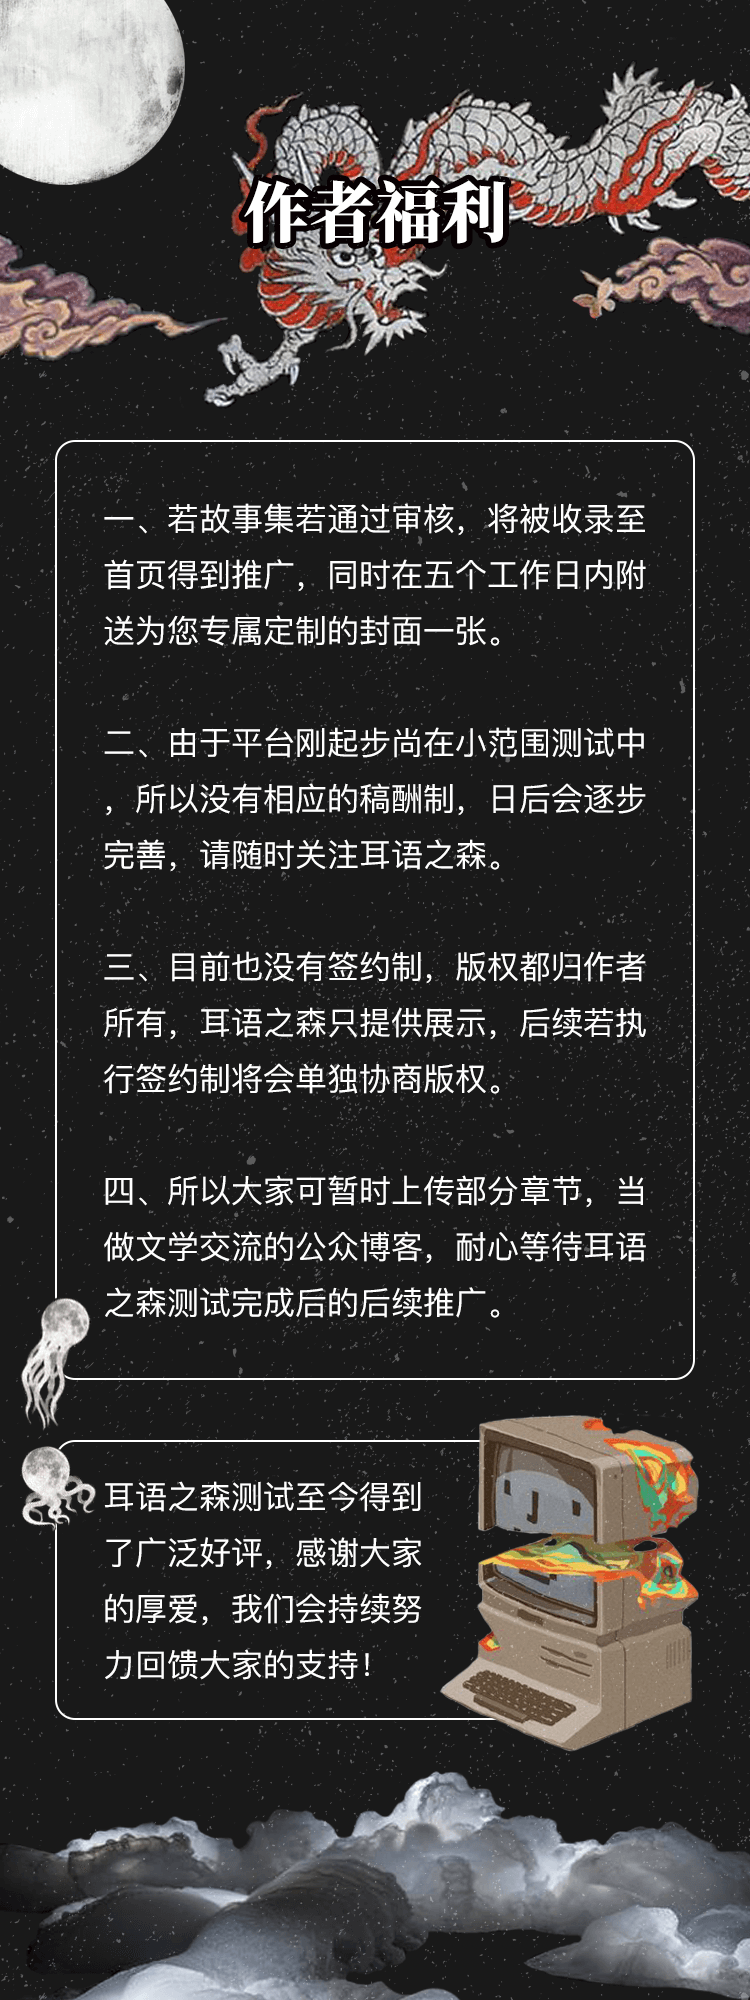 作者福利
一、若故事集若通过审核，将被收录至
首页得到推广，同时在五个工作日内附
送为您专属定制的封面一张。
二、由于平台刚起步尚在小范围测试中
，所以没有相应的稿酬制，日后会逐步
完善，请随时关注耳语之森。
三、目前也没有签约制，版权都归作者
所有，耳语之森只提供展示，后续若执
行签约制将会单独协商版权。
四、所以大家可暂时上传部分章节，当
做文学交流的公众博客，耐心等待耳语
之森测试完成后的后续推广。
耳语之森测试至今得到
了广泛好评，感谢大家
的厚爱，我们会持续努
力回馈大家的支持！